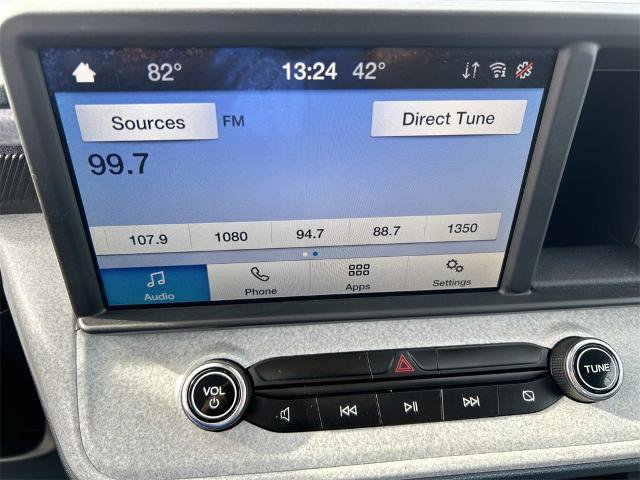 82° 13:24 42°
Sources FM Direct Tune
99.7
107.9 1080 94.7 88.7 1350
Audio Phone Apps Settings
VOL TUNE